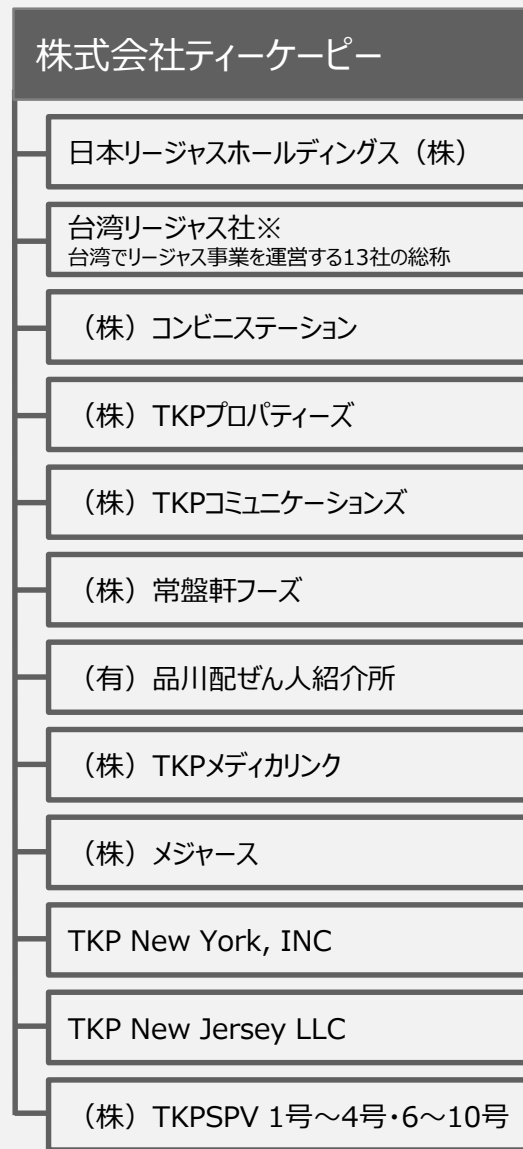 株式会社ティーケーピー
日本リージャスホールディングス（株）
台湾リージャス社※
台湾でリージャス事業を運営する13社の総称
（株）コンビニステーション
（株）TKPプロパティーズ
（株）TKPコミュニケーションズ
（株）常盤軒フーズ
（有）品川配ぜん人紹介所
（株）TKPメディカリンク
（株）メジャース
TKP New York, INC
TKP New Jersey LLC
（株）TKPSPV 1号～4号・6～10号